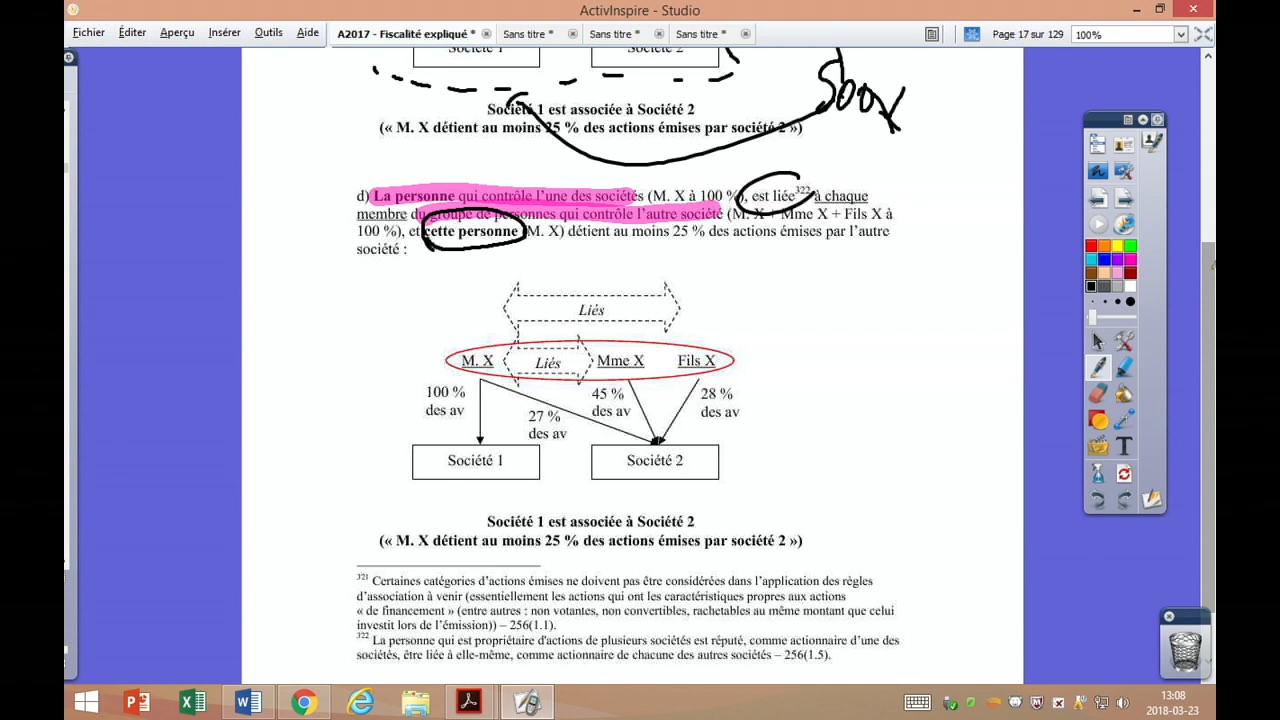 ActivInspire - Studio
Fichier Éditer Aperçu Insérer Outils Aide A2017 - Fiscalité expliqué * Sans titre * Sans titre * Sans titre * Page 17 sur 129 100%
Société 1 Société 2
500X
Société 1 est associée à Société 2
(« M. X détient au moins 25 % des actions émises par société 2 »)
d) La personne qui contrôle l'une des sociétés (M. X à 100 %), est liée322 à chaque
membre du groupe de personnes qui contrôle l'autre société (M. X + Mme X + Fils X à
100 %), et cette personne (M. X) détient au moins 25 % des actions émises par l'autre
société :
Liés
M. X Liés Mme X Fils X
100 % des av
27 % des av
45 % des av
28 % des av
Société 1 Société 2
Société 1 est associée à Société 2
(« M. X détient au moins 25 % des actions émises par société 2 »)
321 Certaines catégories d'actions émises ne doivent pas être considérées dans l'application des règles
d'association à venir (essentiellement les actions qui ont les caractéristiques propres aux actions
« de financement » (entre autres : non votantes, non convertibles, rachetables au même montant que celui
investit lors de l'émission)) – 256(1.1).
322 La personne qui est propriétaire d'actions de plusieurs sociétés est réputé, comme actionnaire d'une des
sociétés, être liée à elle-même, comme actionnaire de chacune des autres sociétés – 256(1.5).
13:08
2018-03-23